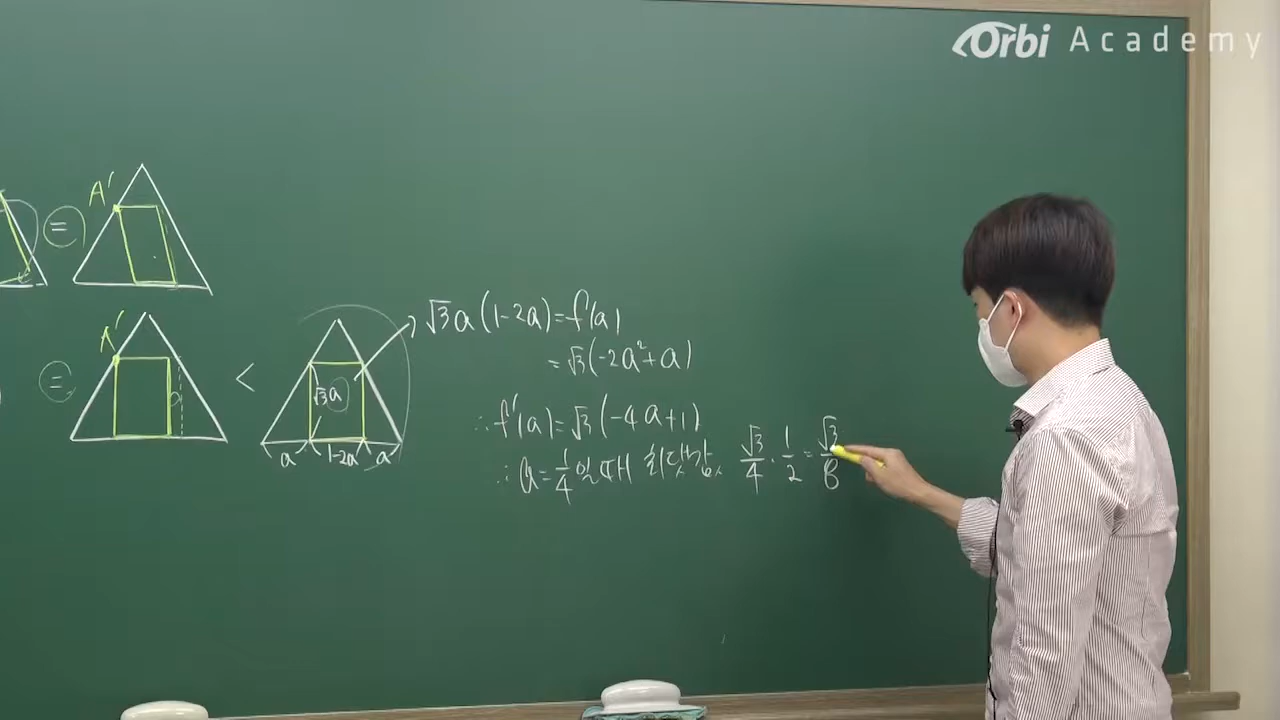 Orbi Academy
A'
=
A'
=
<
√3a
a
1-2a
a
√3a(1-2a)=f(a)
=√3(-2a²+a)
∴f'(a)=√3(-4a+1)
∴a=1/4일때 최댓값 √3/4·1/2=√3/8